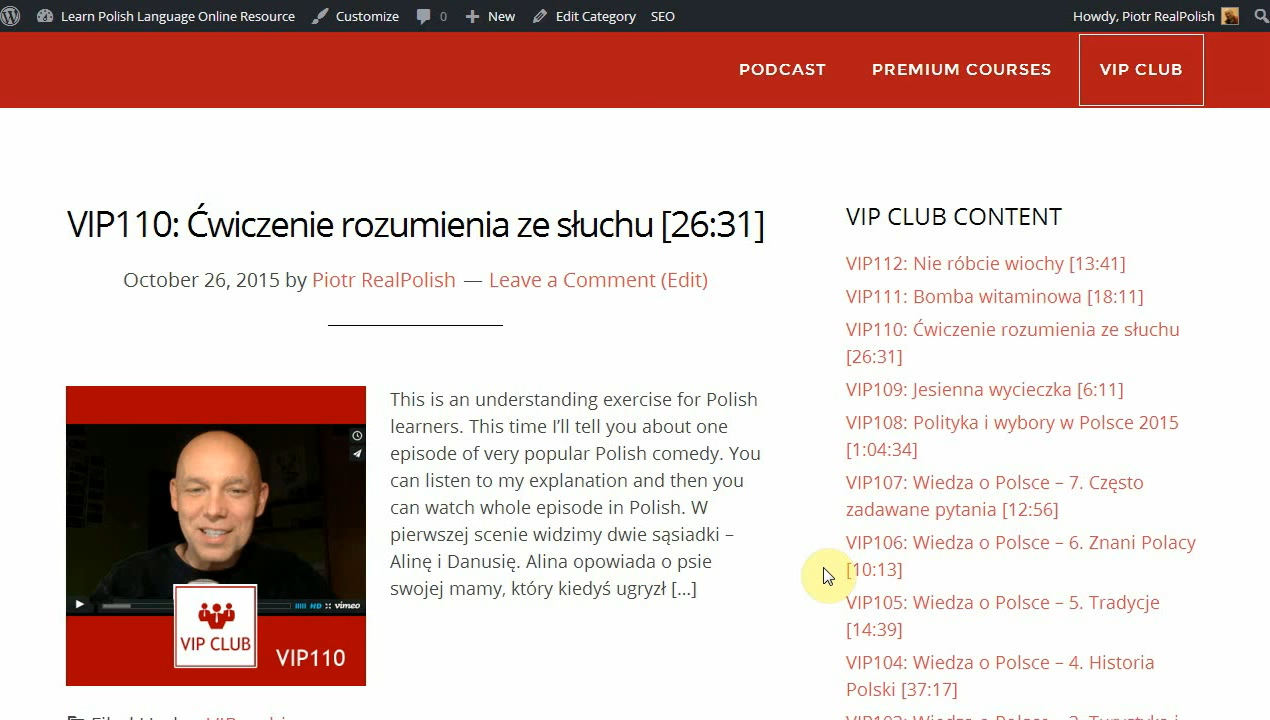 Learn Polish Language Online Resource Customize 0 New Edit Category SEO Howdy, Piotr RealPolish
PODCAST PREMIUM COURSES VIP CLUB
VIP110: Ćwiczenie rozumienia ze słuchu [26:31]
October 26, 2015 by Piotr RealPolish — Leave a Comment (Edit)
HD vimeo
VIP CLUB
VIP110
This is an understanding exercise for Polish
learners. This time I’ll tell you about one
episode of very popular Polish comedy. You
can listen to my explanation and then you
can watch whole episode in Polish. W
pierwszej scenie widzimy dwie sąsiadki –
Alinę i Danusię. Alina opowiada o psie
swojej mamy, który kiedyś ugryzł [...]
VIP CLUB CONTENT
VIP112: Nie róbcie wiochy [13:41]
VIP111: Bomba witaminowa [18:11]
VIP110: Ćwiczenie rozumienia ze słuchu
[26:31]
VIP109: Jesienna wycieczka [6:11]
VIP108: Polityka i wybory w Polsce 2015
[1:04:34]
VIP107: Wiedza o Polsce – 7. Często
zadawane pytania [12:56]
VIP106: Wiedza o Polsce – 6. Znani Polacy
[10:13]
VIP105: Wiedza o Polsce – 5. Tradycje
[14:39]
VIP104: Wiedza o Polsce – 4. Historia
Polski [37:17]